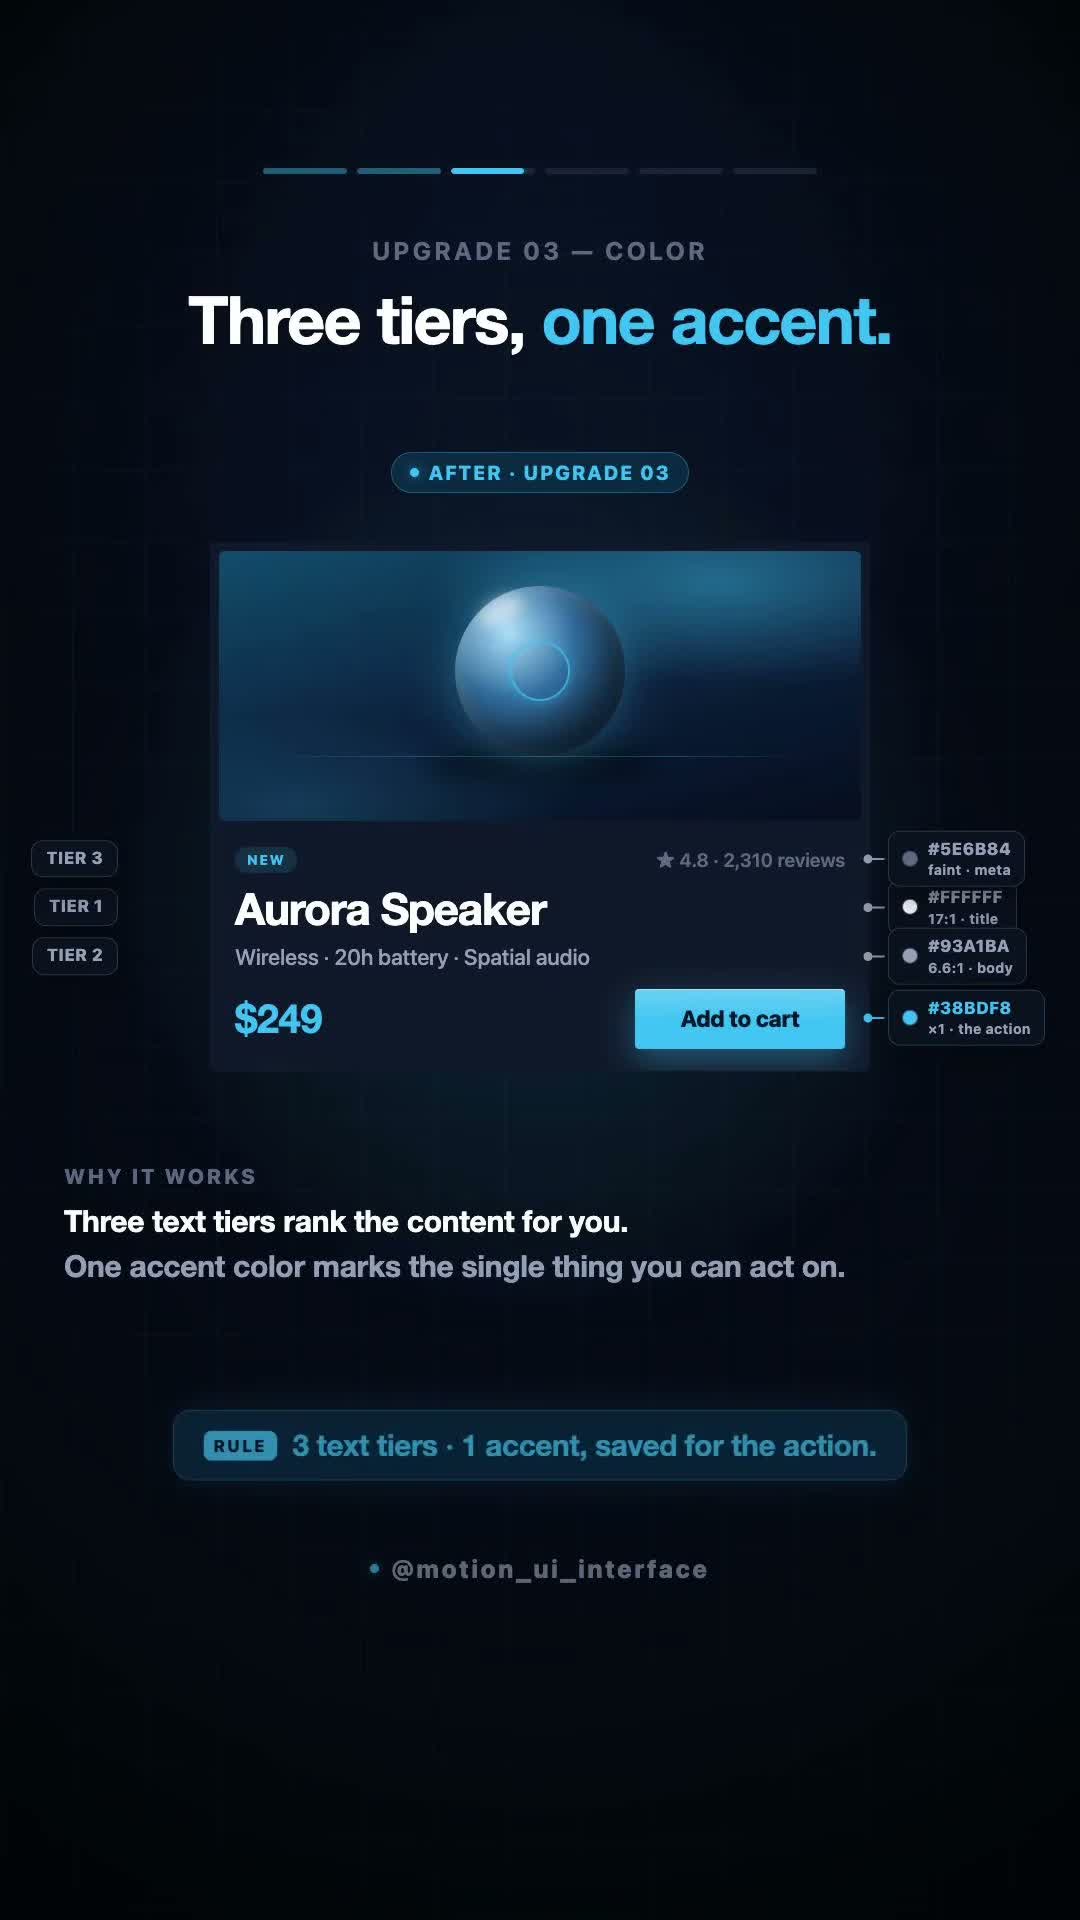 UPGRADE 03 — COLOR
Three tiers, one accent.
AFTER · UPGRADE 03
TIER 3
NEW
★ 4.8 · 2,310 reviews
#5E6B84
faint · meta
TIER 1
Aurora Speaker
#FFFFFF
17:1 · title
TIER 2
Wireless · 20h battery · Spatial audio
#93A1BA
6.6:1 · body
$249
Add to cart
#38BDF8
×1 · the action
WHY IT WORKS
Three text tiers rank the content for you.
One accent color marks the single thing you can act on.
RULE 3 text tiers · 1 accent, saved for the action.
@motion_ui_interface